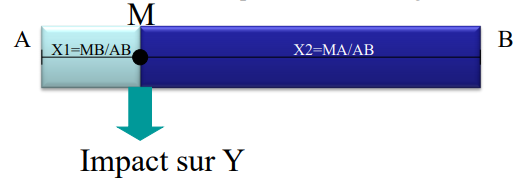 M
A
X1=MB/AB
X2=MA/AB
B
Impact sur Y